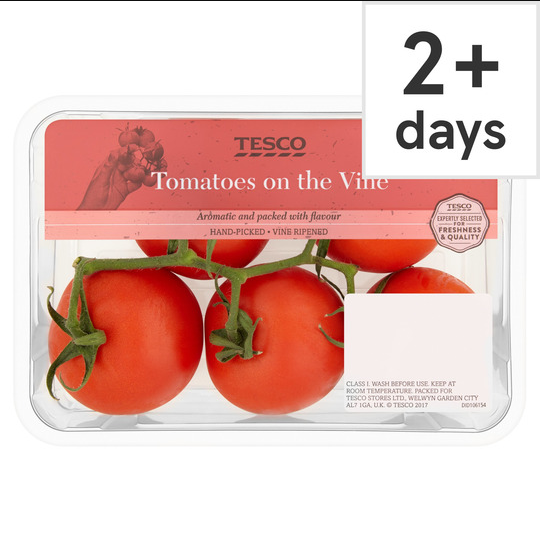 2+
days
TESCO
Tomatoes on the Vine
Aromatic and packed with flavour
HAND-PICKED • VINE RIPENED
TESCO
EXPERTLY SELECTED
FOR
FRESHNESS
& QUALITY
CLASS I. WASH BEFORE USE. KEEP AT
ROOM TEMPERATURE. PACKED FOR
TESCO STORES LTD., WELWYN GARDEN CITY
AL7 1GA, U.K. © TESCO 2017
DID106154